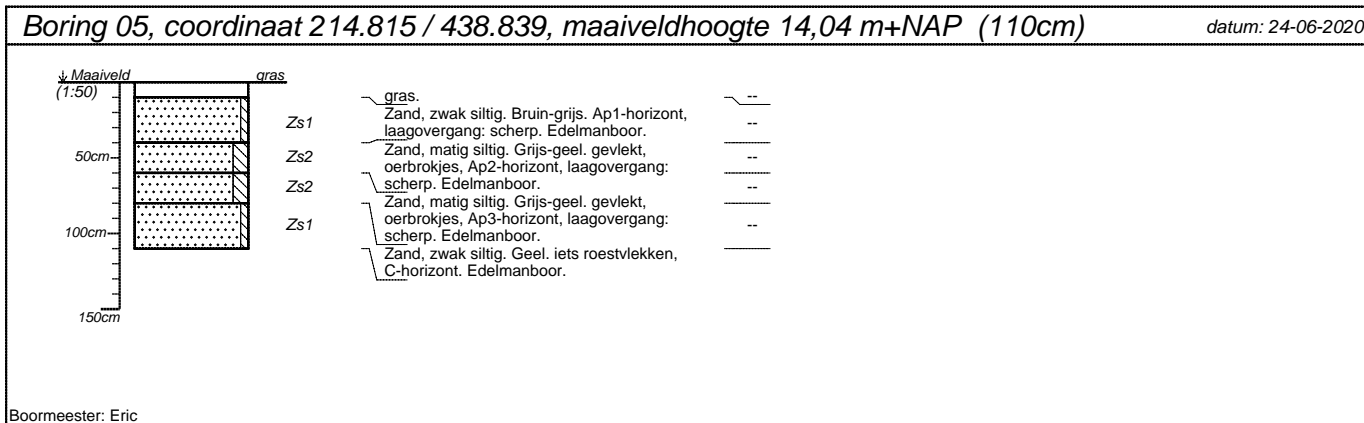 Boring 05, coordinaat 214.815 / 438.839, maaiveldhoogte 14,04 m+NAP (110cm)
datum: 24-06-2020
Maaiveld
gras
(1:50)
gras.
--
Zs1
Zand, zwak siltig. Bruin-grijs. Ap1-horizont,
laagovergang: scherp. Edelmanboor.
--
50cm
Zs2
Zand, matig siltig. Grijs-geel. gevlekt,
oerbrokjes, Ap2-horizont, laagovergang:
scherp. Edelmanboor.
--
Zs2
Zand, matig siltig. Grijs-geel. gevlekt,
oerbrokjes, Ap3-horizont, laagovergang:
scherp. Edelmanboor.
--
100cm
Zs1
Zand, zwak siltig. Geel. iets roestvlekken,
C-horizont. Edelmanboor.
--
150cm
Boormeester: Eric